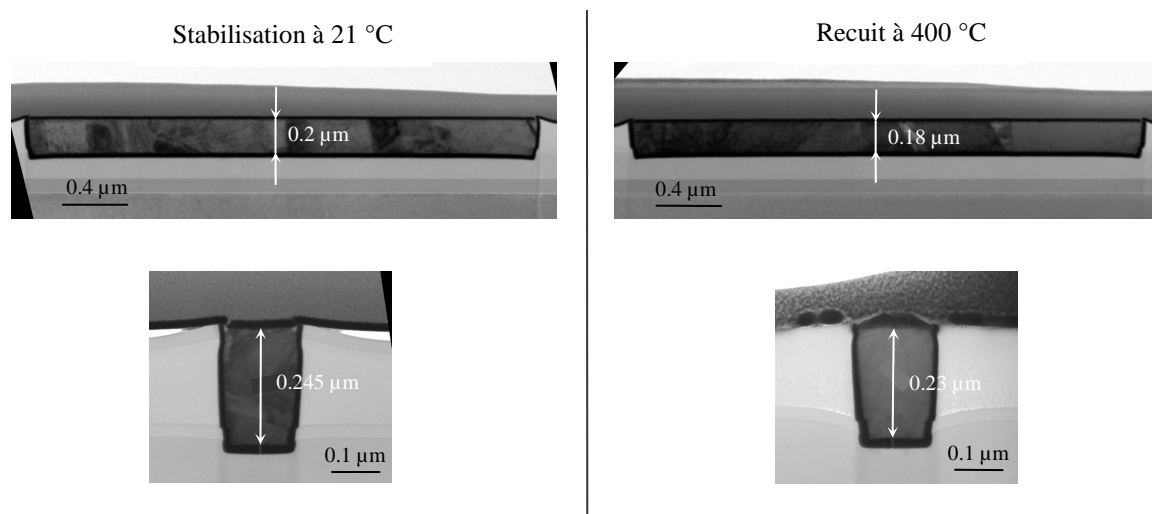 Stabilisation à 21 °C
Recuit à 400 °C
0.2 µm
0.4 µm
0.18 µm
0.4 µm
0.245 µm
0.1 µm
0.23 µm
0.1 µm